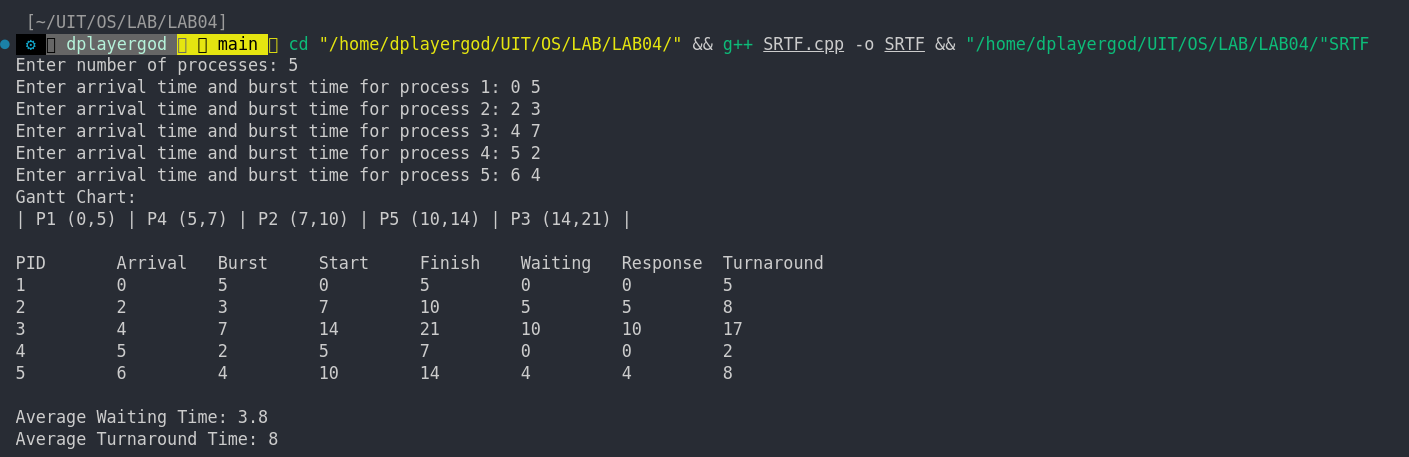 [~/UIT/OS/LAB/LAB04/]
dplayergod main cd "/home/dplayergod/UIT/OS/LAB/LAB04/" && g++ SRTF.cpp -o SRTF && "/home/dplayergod/UIT/OS/LAB/LAB04/"SRTF
Enter number of processes: 5
Enter arrival time and burst time for process 1: 0 5
Enter arrival time and burst time for process 2: 2 3
Enter arrival time and burst time for process 3: 4 7
Enter arrival time and burst time for process 4: 5 2
Enter arrival time and burst time for process 5: 6 4
Gantt Chart:
| P1 (0,5) | P4 (5,7) | P2 (7,10) | P5 (10,14) | P3 (14,21) |
PID Arrival Burst Start Finish Waiting Response Turnaround
1 0 5 0 5 0 0 5
2 2 3 7 10 5 5 8
3 4 7 14 21 10 10 17
4 5 2 5 7 0 0 2
5 6 4 10 14 4 4 8
Average Waiting Time: 3.8
Average Turnaround Time: 8